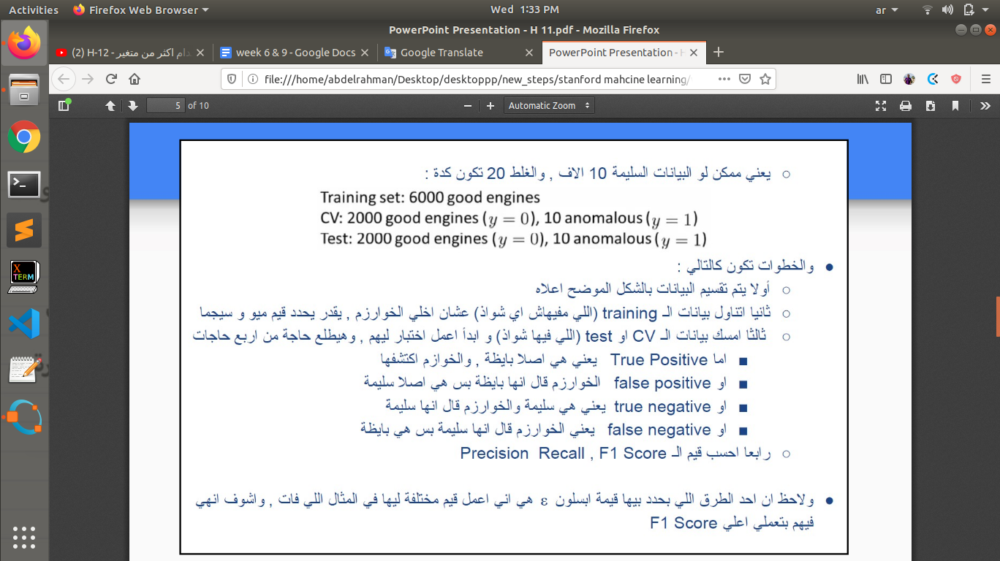 Activities
Firefox Web Browser
Wed 1:33 PM
ar
PowerPoint Presentation - H 11.pdf - Mozilla Firefox
(2) H-12 - دام اكثر من متغير
week 6 & 9 - Google Docs
Google Translate
PowerPoint Presentation - H
file:///home/abdelrahman/Desktop/desktoppp/new_steps/stanford mahcine learning/
5 of 10
Automatic Zoom
يعني ممكن لو البيانات السليمة 10 الاف , والغلط 20 تكون كدة :
Training set: 6000 good engines
CV: 2000 good engines (y = 0), 10 anomalous (y = 1)
Test: 2000 good engines (y = 0), 10 anomalous (y = 1)
والخطوات تكون كالتالي :
أولا يتم تقسيم البيانات بالشكل الموضح اعلاه
ثانيا اتناول بيانات الـ training (اللي مفيهاش اي شواذ) عشان اخلي الخوارزم , يقدر يحدد قيم ميو و سيجما
ثالثا امسك بيانات الـ CV او test (اللي فيها شواذ) و ابدأ اعمل اختبار ليهم , وهيطلع حاجة من اربع حاجات
اما True Positive يعني هي اصلا بايظة , والخوازم اكتشفها
او false positive الخوارزم قال انها بايظة بس هي اصلا سليمة
او true negative يعني هي سليمة والخوارزم قال انها سليمة
او false negative يعني الخوارزم قال انها سليمة بس هي بايظة
رابعا احسب قيم الـ Precision Recall , F1 Score
ولاحظ ان احد الطرق اللي بحدد بيها قيمة ابسلون ε هي اني اعمل قيم مختلفة ليها في المثال اللي فات , واشوف انهي
فيهم بتعملي اعلي F1 Score
X
TERM